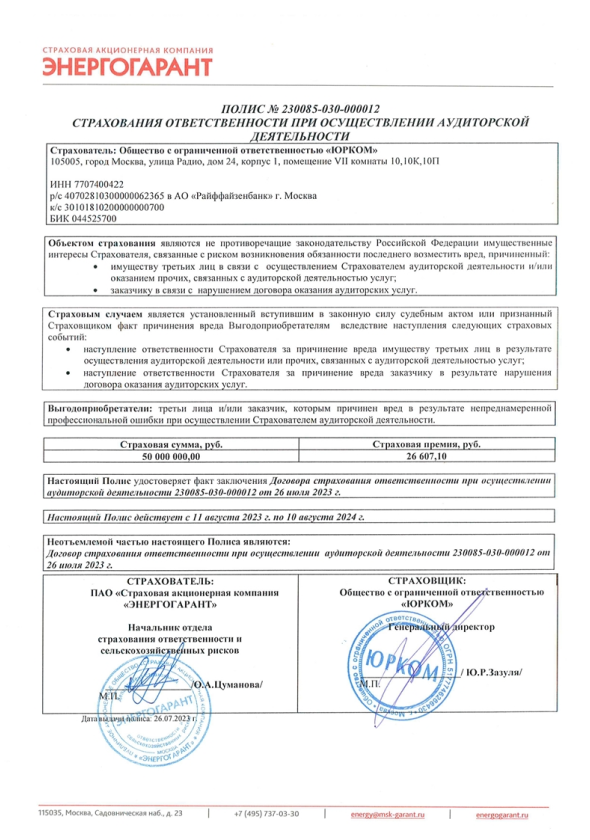 СТРАХОВАЯ АКЦИОНЕРНАЯ КОМПАНИЯ
ЭНЕРГОГАРАНТ
ПОЛИС № 230085-030-000012
СТРАХОВАНИЯ ОТВЕТСТВЕННОСТИ ПРИ ОСУЩЕСТВЛЕНИИ АУДИТОРСКОЙ
ДЕЯТЕЛЬНОСТИ
Страхователь: Общество с ограниченной ответственностью «ЮРКОМ»
105005, город Москва, улица Радио, дом 24, корпус 1, помещение VII комнаты 10,10К,10П
ИНН 7707400422
р/с 40702810300000062365 в АО «Райффайзенбанк» г. Москва
к/с 30101810200000000700
БИК 044525700
Объектом страхования являются не противоречащие законодательству Российской Федерации имущественные
интересы Страхователя, связанные с риском возникновения обязанности последнего возместить вред, причиненный:
• имуществу третьих лиц в связи с осуществлением Страхователем аудиторской деятельности и/или
оказанием прочих, связанных с аудиторской деятельностью услуг;
• заказчику в связи с нарушением договора оказания аудиторских услуг.
Страховым случаем является установленный вступившим в законную силу судебным актом или признанный
Страховщиком факт причинения вреда Выгодоприобретателям вследствие наступления следующих страховых
событий:
• наступление ответственности Страхователя за причинение вреда имуществу третьих лиц в результате
осуществления аудиторской деятельности или прочих, связанных с аудиторской деятельностью услуг;
• наступление ответственности Страхователя за причинение вреда заказчику в результате нарушения
договора оказания аудиторских услуг.
Выгодоприобретатели: третьи лица и/или заказчик, которым причинен вред в результате непреднамеренной
профессиональной ошибки при осуществлении Страхователем аудиторской деятельности.
Страховая сумма, руб. Страховая премия, руб.
50 000 000,00 26 607,10
Настоящий Полис удостоверяет факт заключения Договора страхования ответственности при осуществлении
аудиторской деятельности 230085-030-000012 от 26 июля 2023 г.
Настоящий Полис действует с 11 августа 2023 г. по 10 августа 2024 г.
Неотъемлемой частью настоящего Полиса являются:
Договор страхования ответственности при осуществлении аудиторской деятельности 230085-030-000012 от
26 июля 2023 г.
СТРАХОВАТЕЛЬ:
ПАО «Страховая акционерная компания
«ЭНЕРГОГАРАНТ»
Начальник отдела
страхования ответственности и
сельскохозяйственных рисков
/О.А.Цуманова/
М.П.
Дата выдачи полиса: 26.07.2023 г.
ЭНЕРГОГАРАНТ
СТРАХОВЩИК:
Общество с ограниченной ответственностью
«ЮРКОМ»
Генеральный директор
/ Ю.Р.Зазуля/
М.П.
ЮРКОМ
115035, Москва, Садовническая наб., д. 23 | +7 (495) 737-03-30 | energy@msk-garant.ru | energogarant.ru